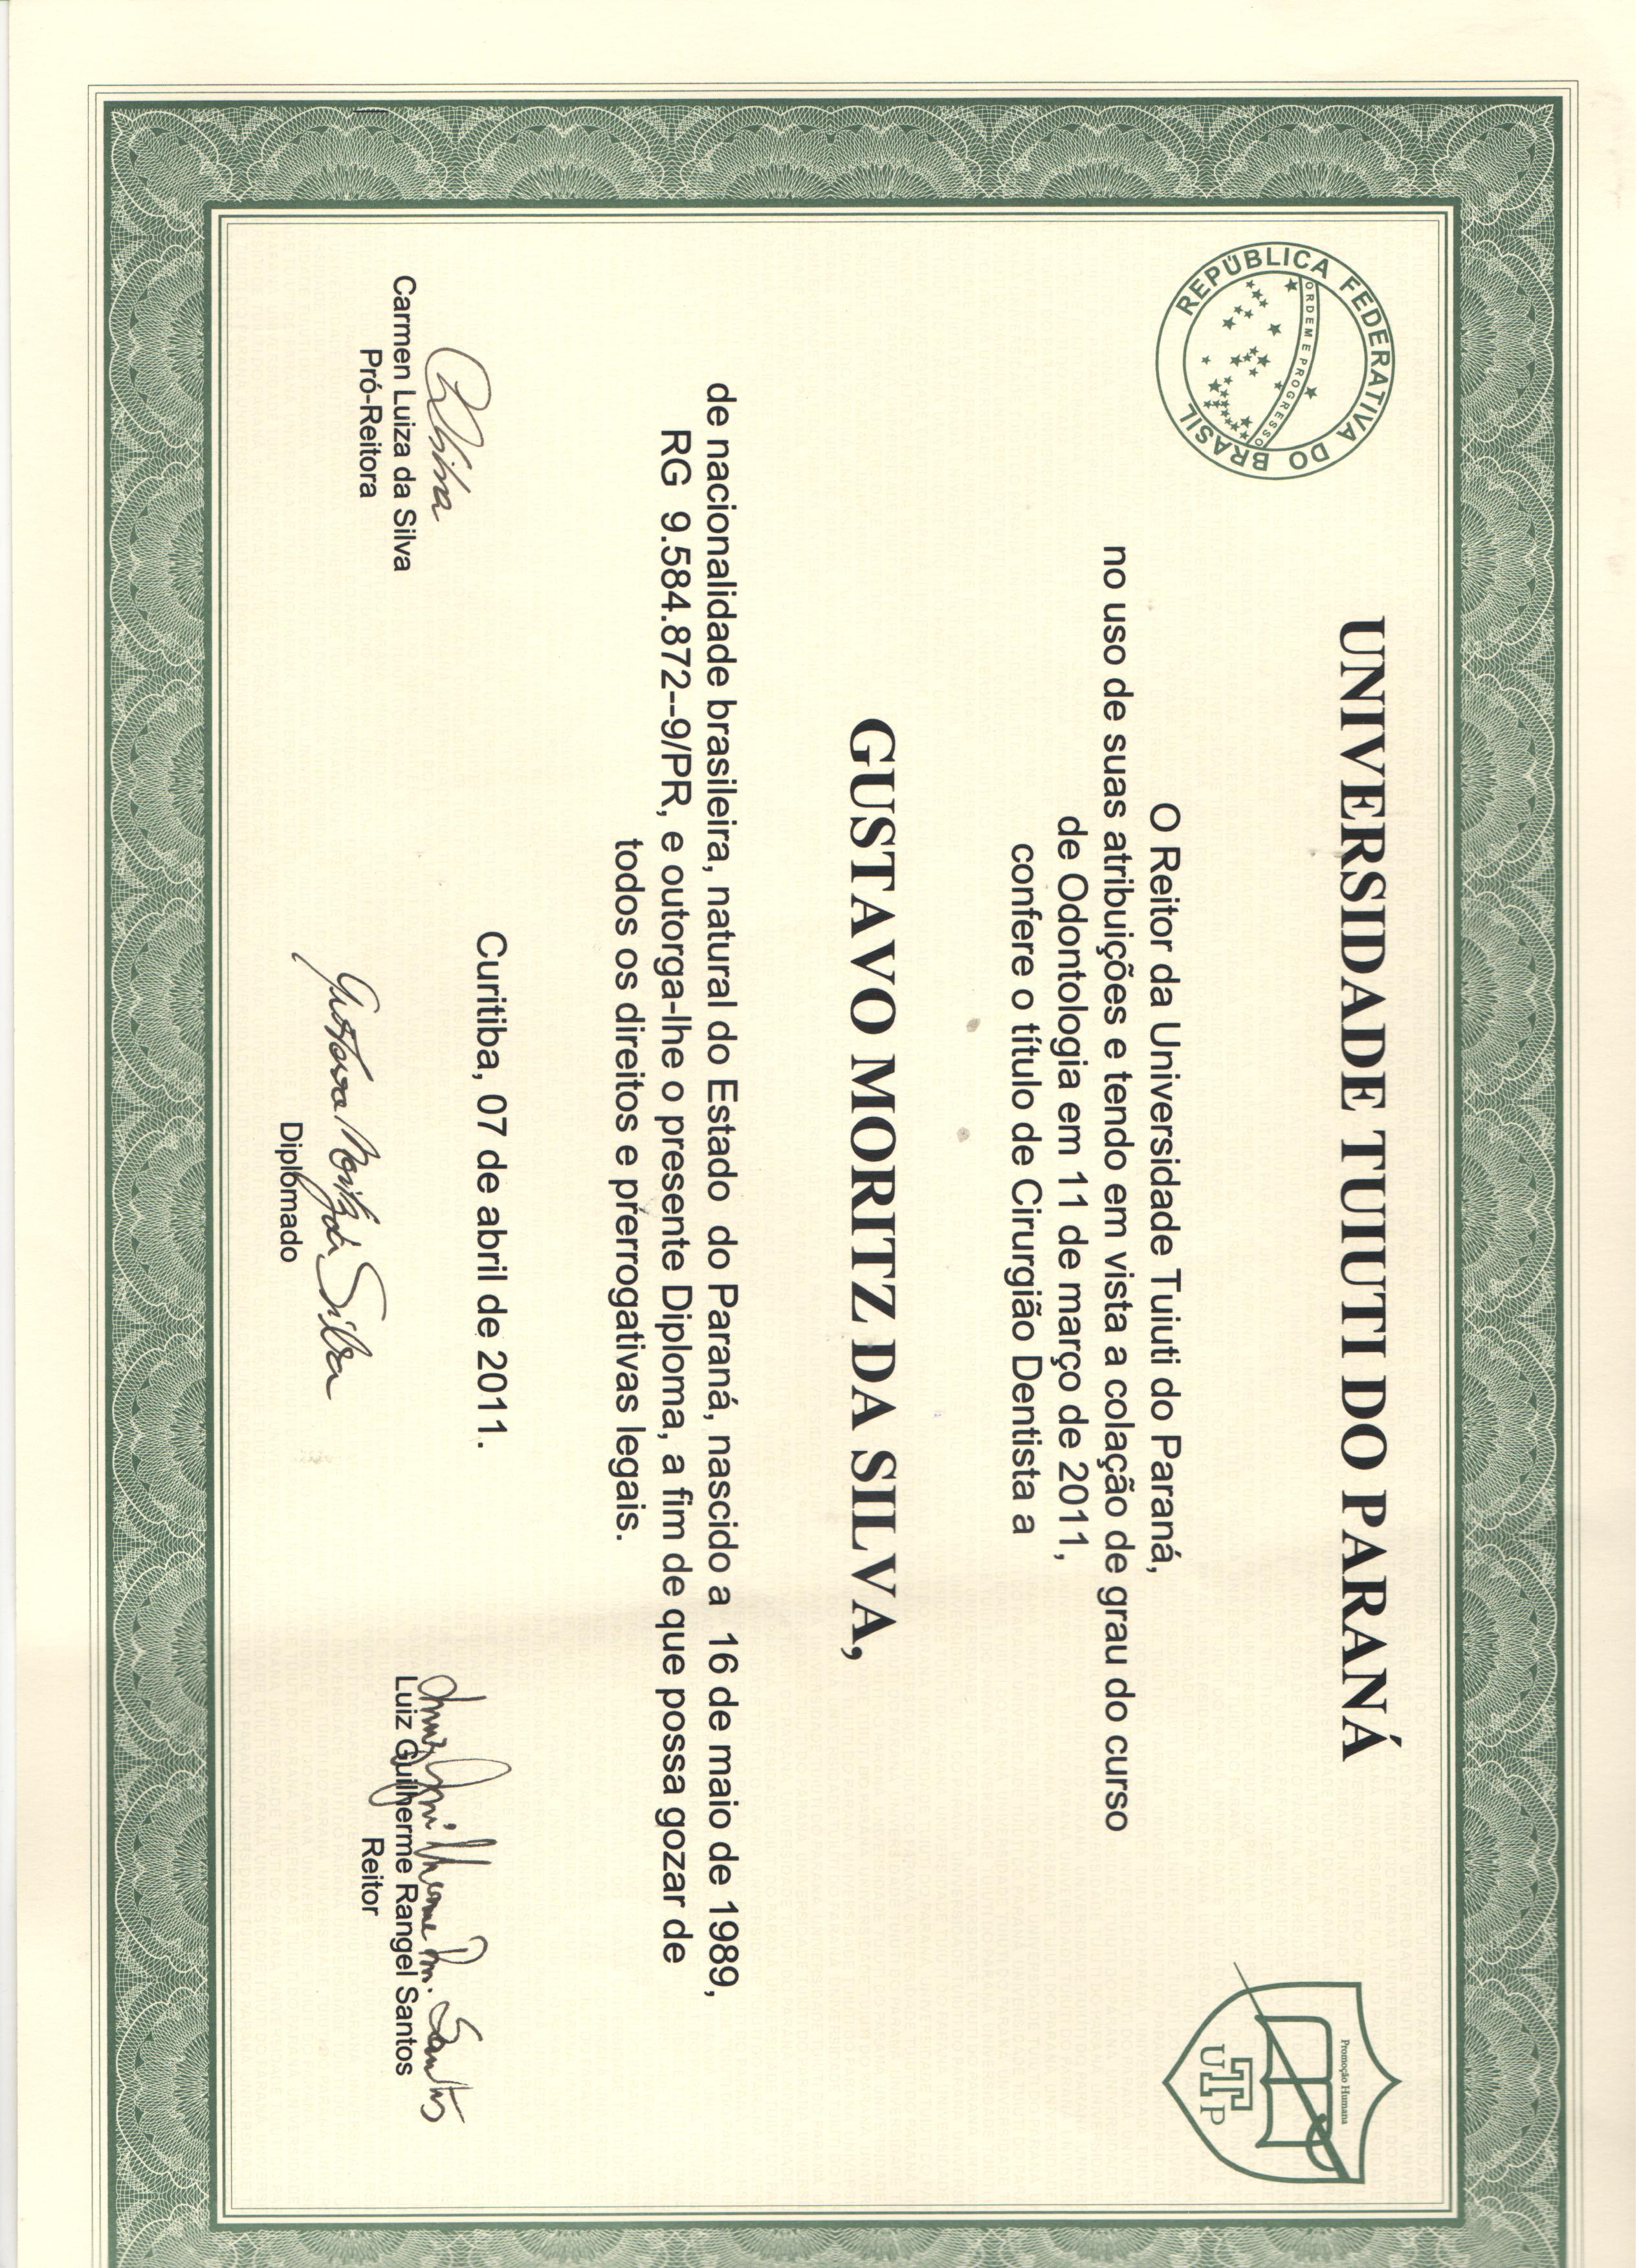 REPÚBLICA FEDERATIVA DO BRASIL
ORDEM E PROGRESSO
UNIVERSIDADE TUIUTI DO PARANÁ
Promoção Humana
UTP
O Reitor da Universidade Tuiuti do Paraná,
no uso de suas atribuições e tendo em vista a colação de grau do curso
de Odontologia em 11 de março de 2011,
confere o título de Cirurgião Dentista a
GUSTAVO MORITZ DA SILVA,
de nacionalidade brasileira, natural do Estado do Paraná, nascido a 16 de maio de 1989,
RG 9.584.872--9/PR, e outorga-lhe o presente Diploma, a fim de que possa gozar de
todos os direitos e prerrogativas legais.
Curitiba, 07 de abril de 2011.
Carmen Luiza da Silva
Pró-Reitora
Gustavo Moritz da Silva
Diplomado
Luiz Guilherme Rangel Santos
Reitor